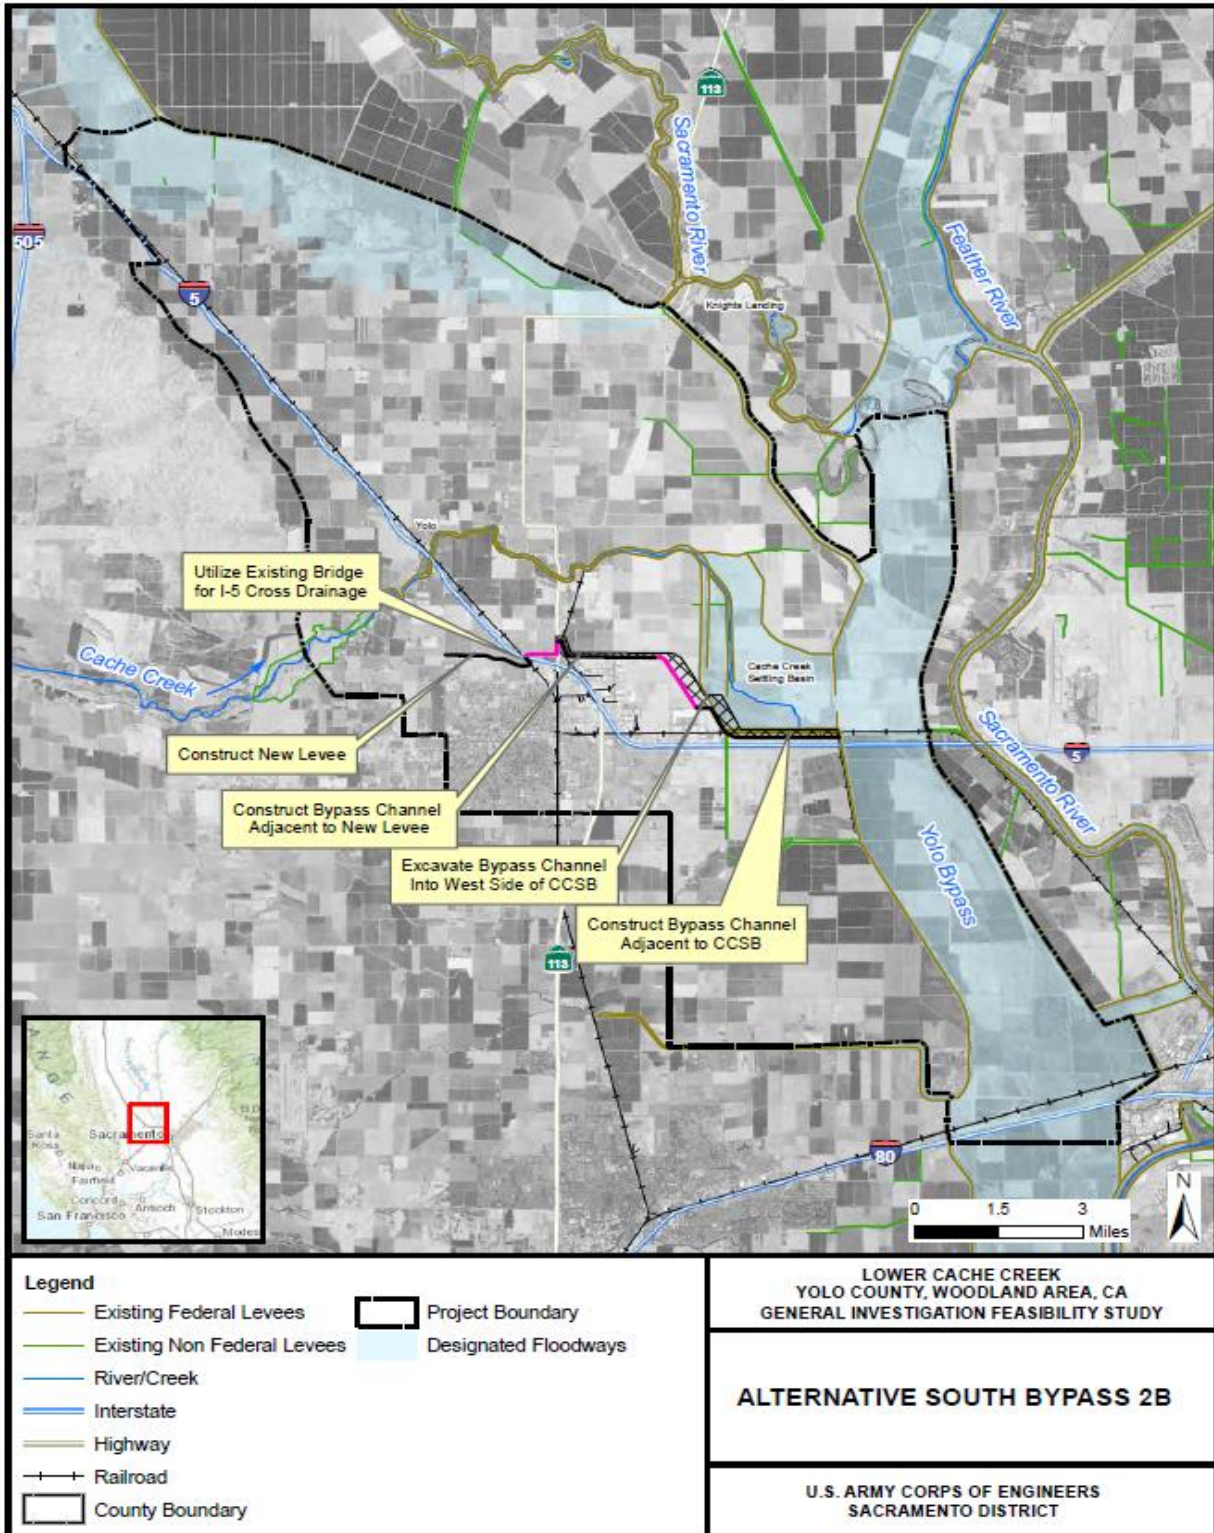 113
Sacramento River
Feather River
505
5
Knights Landing
Yolo
Utilize Existing Bridge
for I-5 Cross Drainage
Cache Creek
Cache Creek
Settling Basin
Construct New Levee
Sacramento River
5
Construct Bypass Channel
Adjacent to New Levee
Yolo Bypass
Excavate Bypass Channel
Into West Side of CCSB
Construct Bypass Channel
Adjacent to CCSB
113
80
ANGE
Santa
Rosa
Sacramento
Napa
Vacaville
Fairfield
Concord
Antioch
Stockton
San Francisco
Modes
N
0 1.5 3
Miles
Legend
Existing Federal Levees
Existing Non Federal Levees
River/Creek
Interstate
Highway
Railroad
County Boundary
Project Boundary
Designated Floodways
LOWER CACHE CREEK
YOLO COUNTY, WOODLAND AREA, CA
GENERAL INVESTIGATION FEASIBILITY STUDY
ALTERNATIVE SOUTH BYPASS 2B
U.S. ARMY CORPS OF ENGINEERS
SACRAMENTO DISTRICT